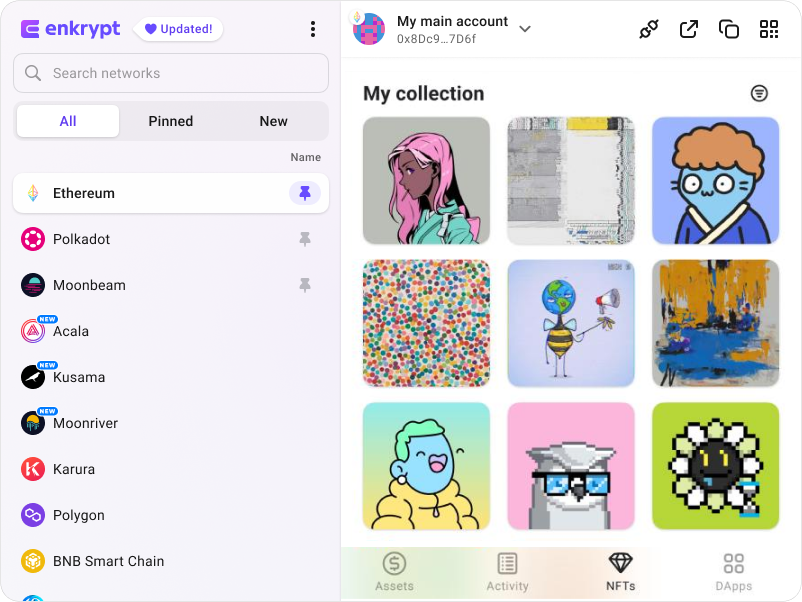 enkrypt
Updated!
Search networks
All
Pinned
New
Name
Ethereum
Polkadot
Moonbeam
NEW
Acala
NEW
Kusama
NEW
Moonriver
Karura
Polygon
BNB Smart Chain
My main account
0x8Dc9...7D6f
My collection
Assets
Activity
NFTs
DApps